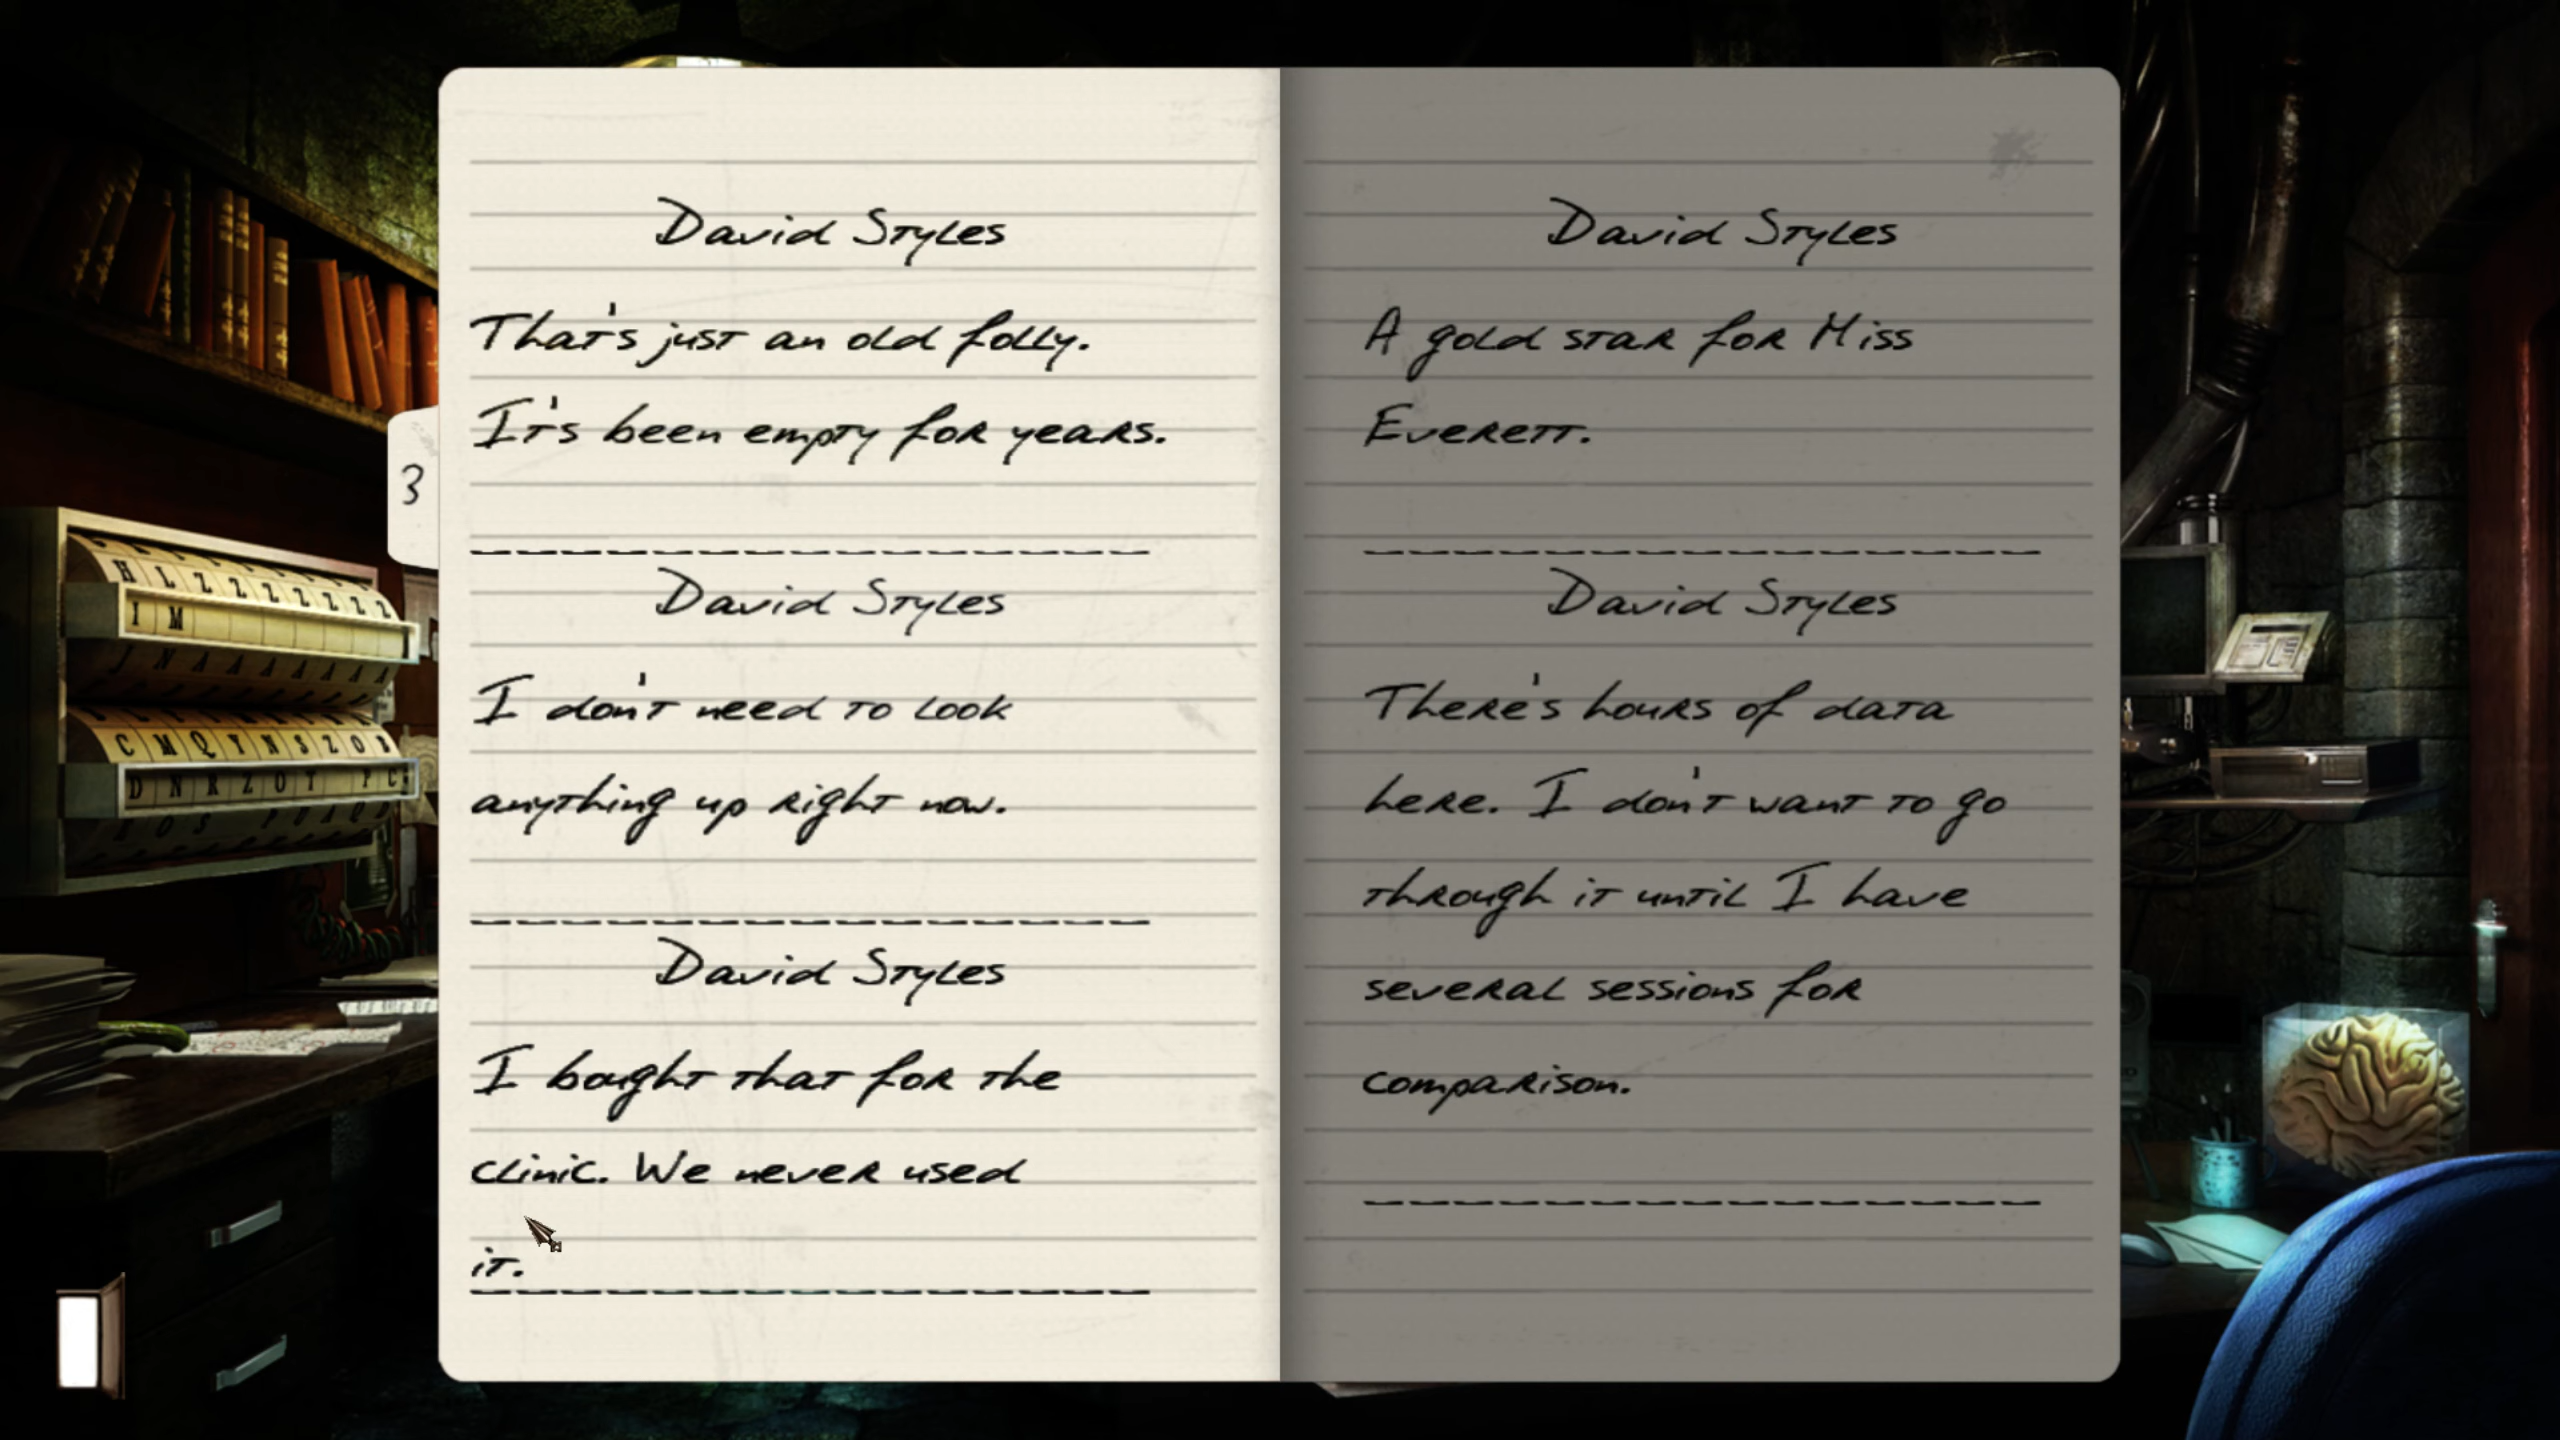 David Styles
That's just an old folly.
It's been empty for years.
David Styles
I don't need to look
anything up right now.
David Styles
I bought that for the
clinic. We never used
it.
David Styles
A gold star for Miss
Everett.
David Styles
There's hours of data
here. I don't want to go
through it until I have
several sessions for
comparison.
3
H L Z Z Z Z Z Z Z
I M
J N A A A A A A A
C M Q Y N S Z O B
D N R Z O T P C